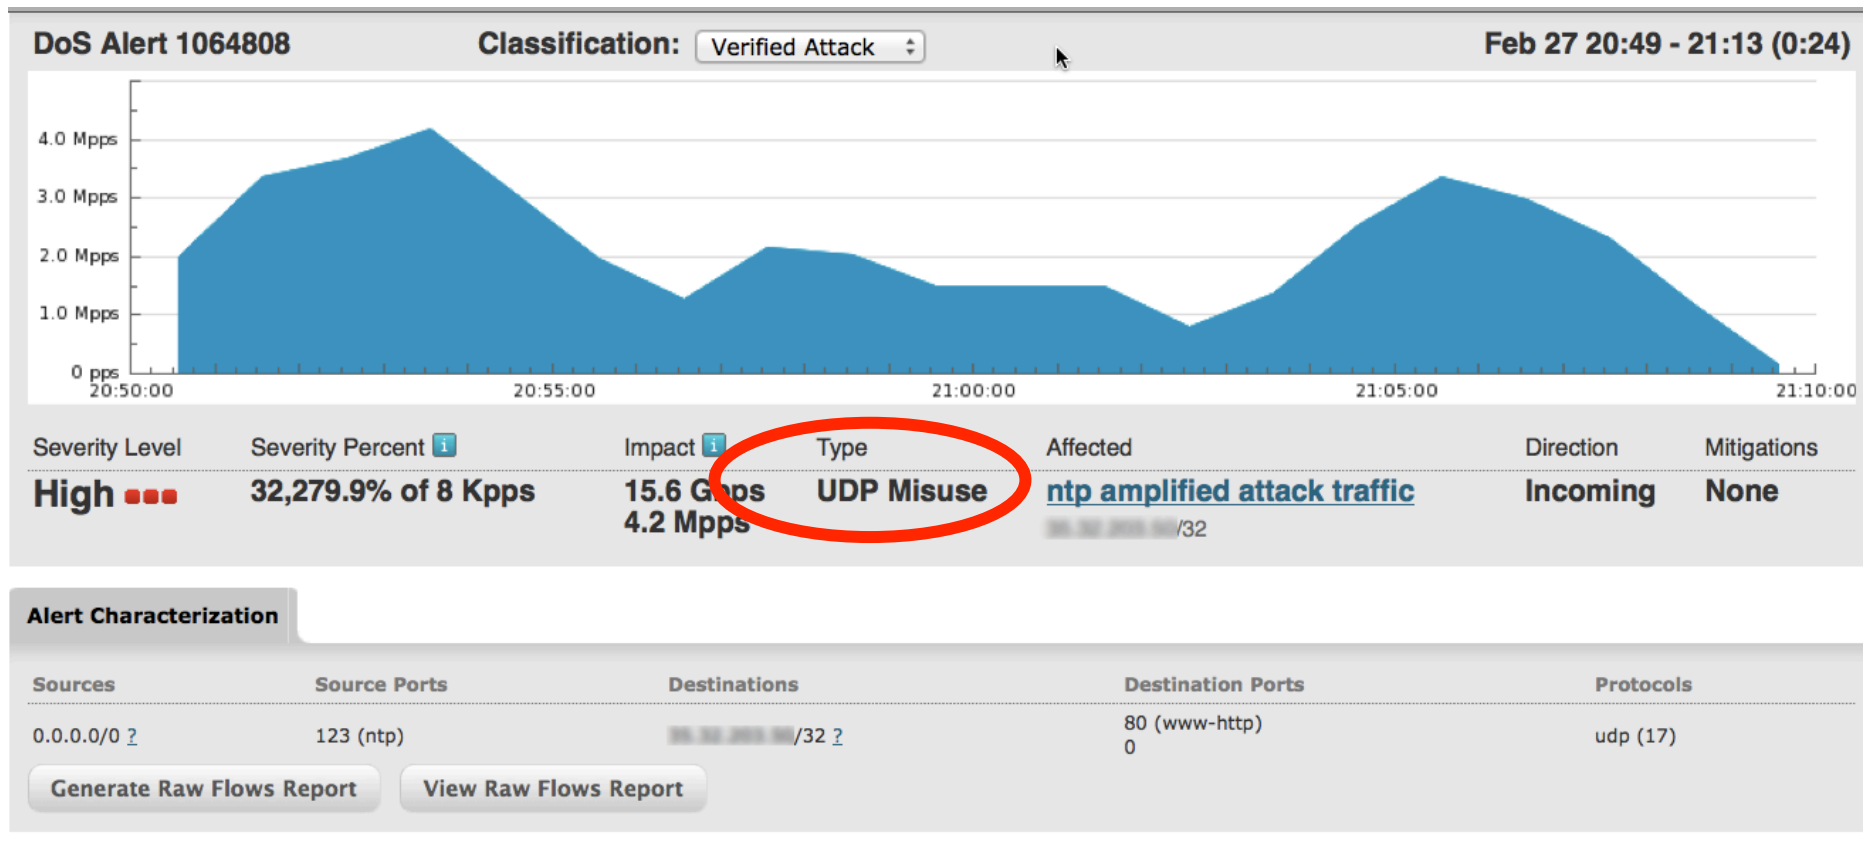 DoS Alert 1064808 Classification: Verified Attack Feb 27 20:49 - 21:13 (0:24)
4.0 Mpps
3.0 Mpps
2.0 Mpps
1.0 Mpps
0 pps
20:50:00 20:55:00 21:00:00 21:05:00 21:10:00
Severity Level Severity Percent i Impact i Type Affected Direction Mitigations
High 32,279.9% of 8 Kpps 15.6 Gbps UDP Misuse ntp amplified attack traffic Incoming None
4.2 Mpps /32
Alert Characterization
Sources Source Ports Destinations Destination Ports Protocols
0.0.0.0/0 ? 123 (ntp) /32 ? 80 (www-http) udp (17)
0
Generate Raw Flows Report View Raw Flows Report